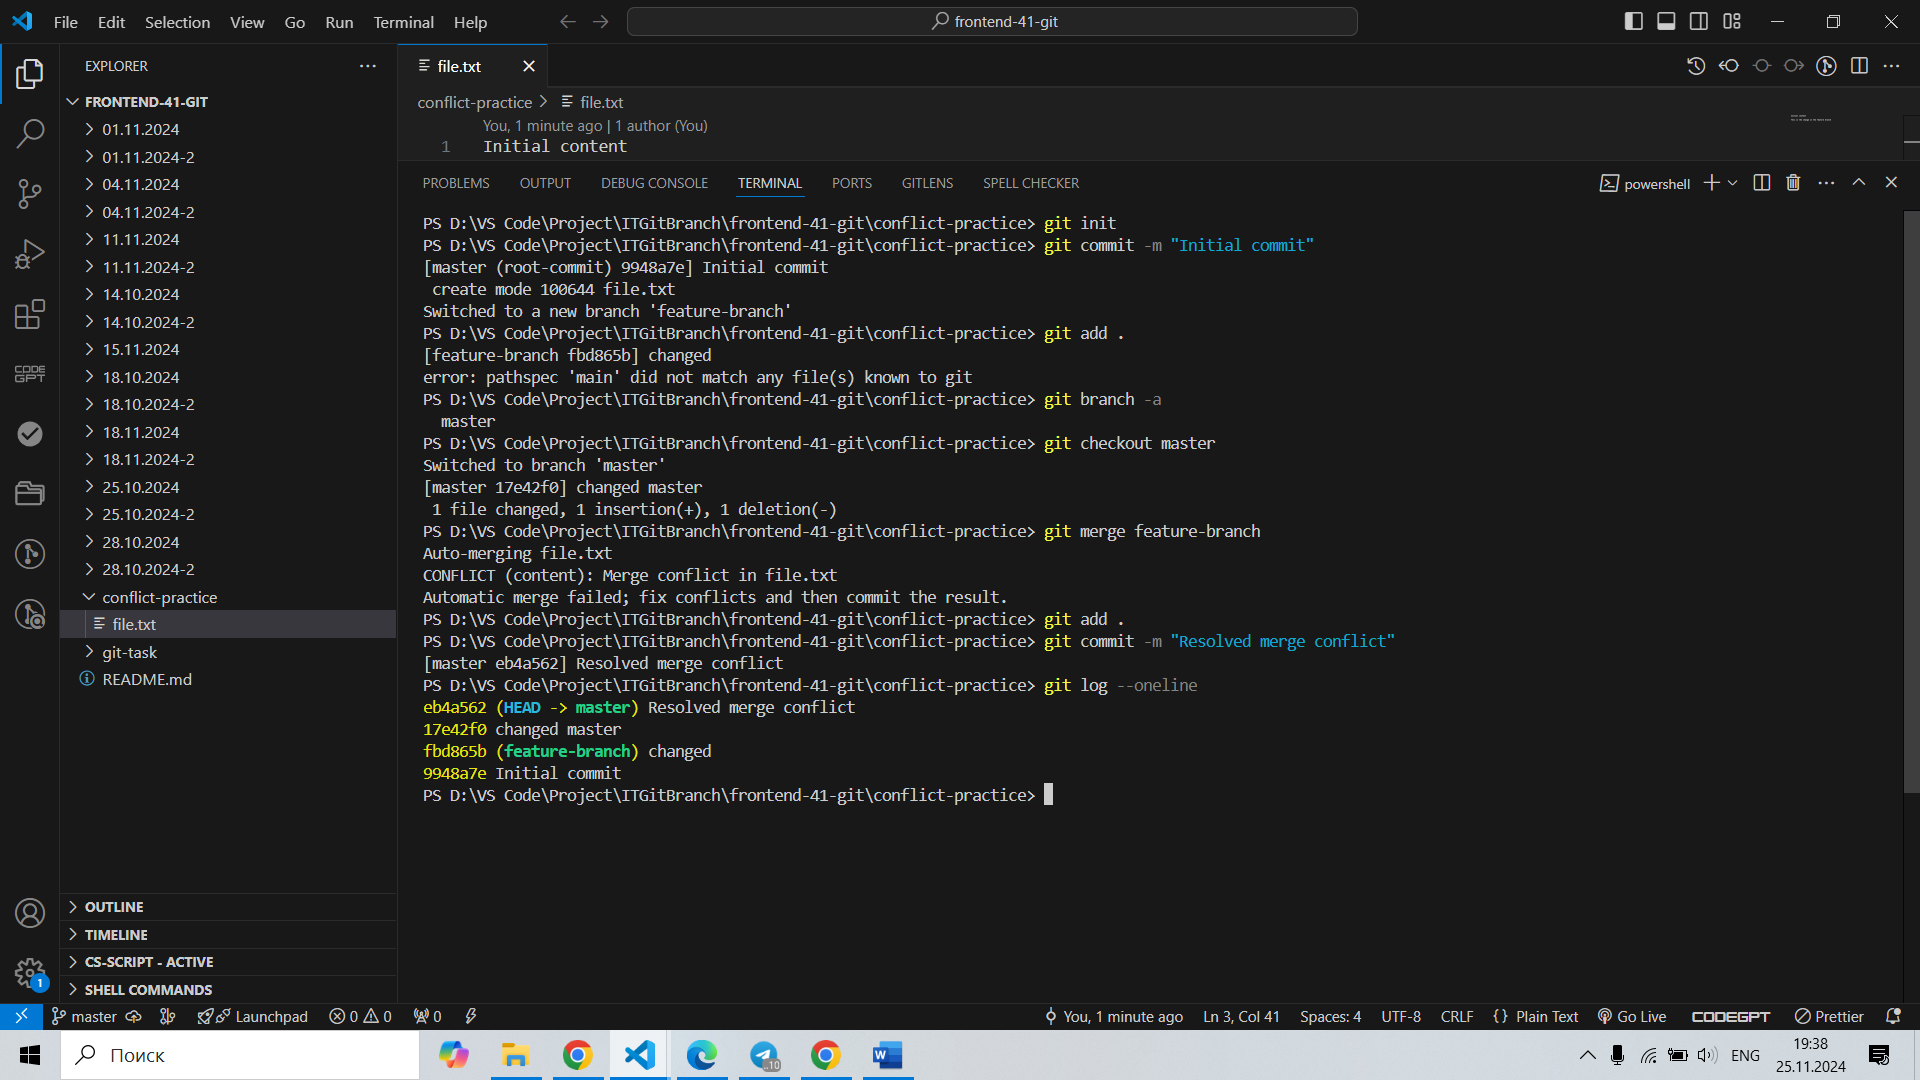 File Edit Selection View Go Run Terminal Help
frontend-41-git
EXPLORER
FRONTEND-41-GIT
01.11.2024
01.11.2024-2
04.11.2024
04.11.2024-2
11.11.2024
11.11.2024-2
14.10.2024
14.10.2024-2
15.11.2024
18.10.2024
18.10.2024-2
18.11.2024
18.11.2024-2
25.10.2024
25.10.2024-2
28.10.2024
28.10.2024-2
conflict-practice
file.txt
git-task
README.md
OUTLINE
TIMELINE
CS-SCRIPT - ACTIVE
SHELL COMMANDS
CODE GPT
1
file.txt
conflict-practice > file.txt
You, 1 minute ago | 1 author (You)
1 Initial content
PROBLEMS OUTPUT DEBUG CONSOLE TERMINAL PORTS GITLENS SPELL CHECKER
powershell
PS D:\VS Code\Project\ITGitBranch\frontend-41-git\conflict-practice> git init
PS D:\VS Code\Project\ITGitBranch\frontend-41-git\conflict-practice> git commit -m "Initial commit"
[master (root-commit) 9948a7e] Initial commit
create mode 100644 file.txt
Switched to a new branch 'feature-branch'
PS D:\VS Code\Project\ITGitBranch\frontend-41-git\conflict-practice> git add .
[feature-branch fbd865b] changed
error: pathspec 'main' did not match any file(s) known to git
PS D:\VS Code\Project\ITGitBranch\frontend-41-git\conflict-practice> git branch -a
master
PS D:\VS Code\Project\ITGitBranch\frontend-41-git\conflict-practice> git checkout master
Switched to branch 'master'
[master 17e42f0] changed master
1 file changed, 1 insertion(+), 1 deletion(-)
PS D:\VS Code\Project\ITGitBranch\frontend-41-git\conflict-practice> git merge feature-branch
Auto-merging file.txt
CONFLICT (content): Merge conflict in file.txt
Automatic merge failed; fix conflicts and then commit the result.
PS D:\VS Code\Project\ITGitBranch\frontend-41-git\conflict-practice> git add .
PS D:\VS Code\Project\ITGitBranch\frontend-41-git\conflict-practice> git commit -m "Resolved merge conflict"
[master eb4a562] Resolved merge conflict
PS D:\VS Code\Project\ITGitBranch\frontend-41-git\conflict-practice> git log --oneline
eb4a562 (HEAD -> master) Resolved merge conflict
17e42f0 changed master
fbd865b (feature-branch) changed
9948a7e Initial commit
PS D:\VS Code\Project\ITGitBranch\frontend-41-git\conflict-practice>
master Launchpad 0 0 0 You, 1 minute ago Ln 3, Col 41 Spaces: 4 UTF-8 CRLF {} Plain Text Go Live CODEGPT Prettier
Поиск
..10
ENG
19:38
25.11.2024